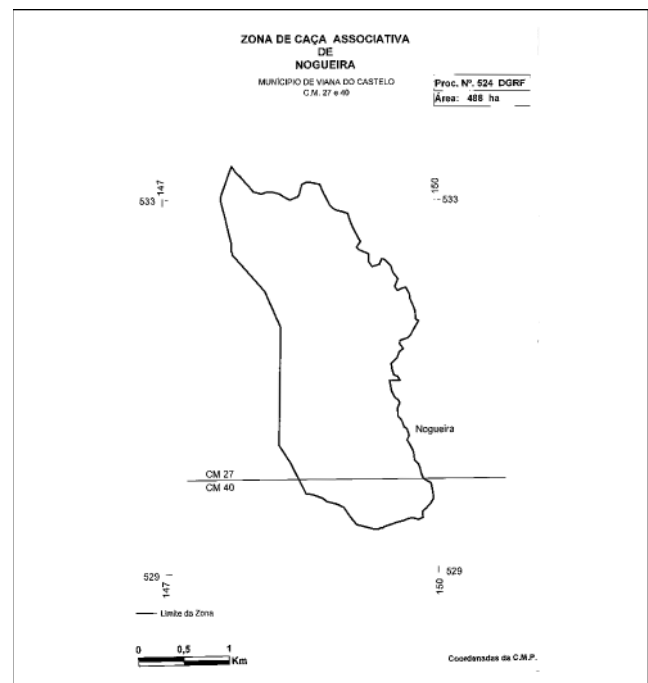 ZONA DE CAÇA ASSOCIATIVA
DE
NOGUEIRA
MUNICIPIO DE VIANA DO CASTELO
C.M. 27 e 40
Proc. Nº. 524 DGRF
Área: 488 ha
147
150
533
533
Nogueira
CM 27
CM 40
529
529
147
150
Limite da Zona
0 0,5 1
Km
Coordenadas da C.M.P.